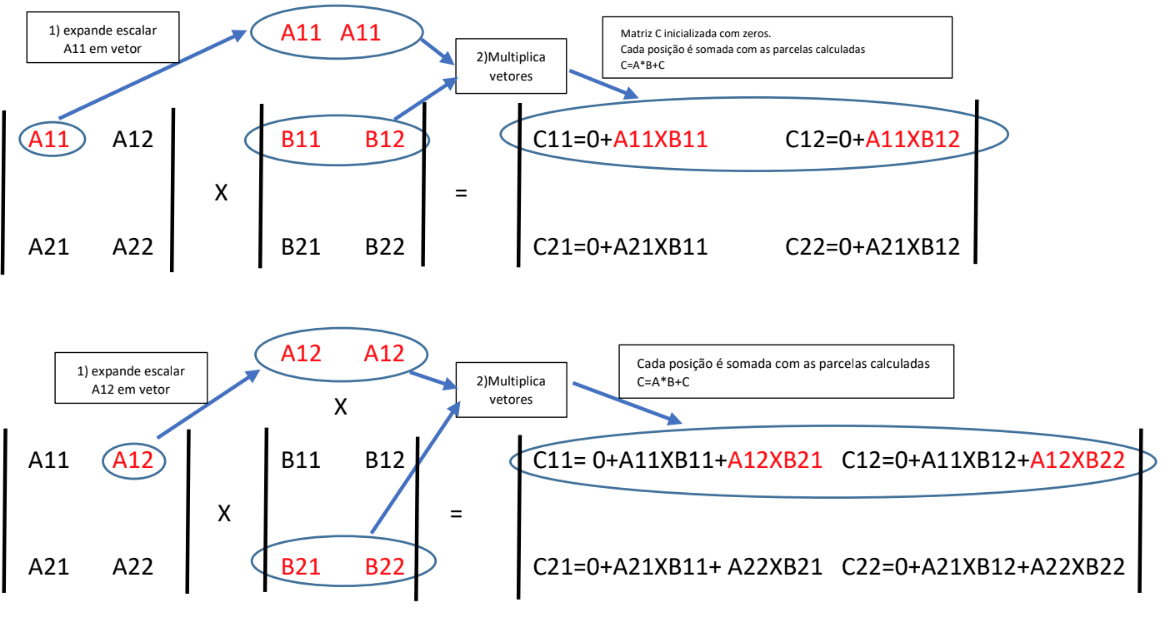 1) expande escalar
A11 em vetor
A11 A11
2)Multiplica
vetores
Matriz C inicializada com zeros.
Cada posição é somada com as parcelas calculadas
C=A*B+C
A11 A12
X
B11 B12
=
C11=0+A11XB11 C12=0+A11XB12
A21 A22
B21 B22
C21=0+A21XB11 C22=0+A21XB12
1) expande escalar
A12 em vetor
A12 A12
X
2)Multiplica
vetores
Cada posição é somada com as parcelas calculadas
C=A*B+C
A11 A12
X
B11 B12
=
C11= 0+A11XB11+A12XB21 C12=0+A11XB12+A12XB22
A21 A22
B21 B22
C21=0+A21XB11+ A22XB21 C22=0+A21XB12+A22XB22